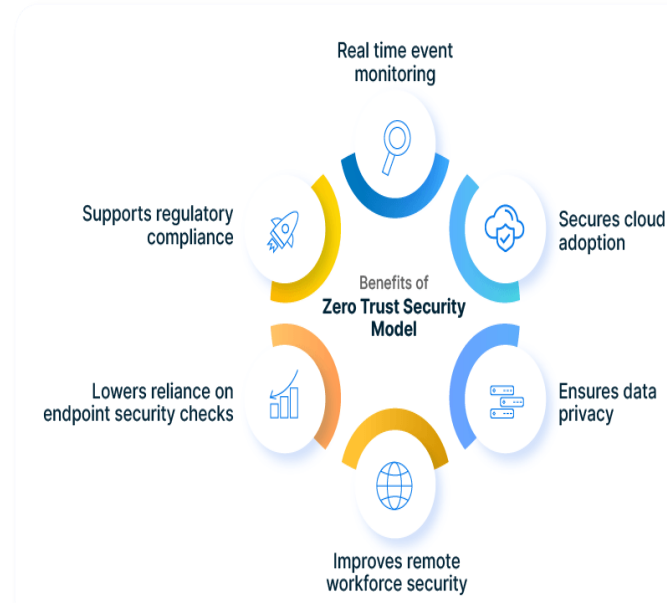 Real time event
monitoring
Supports regulatory
compliance
Secures cloud
adoption
Benefits of
Zero Trust Security
Model
Lowers reliance on
endpoint security checks
Ensures data
privacy
Improves remote
workforce security